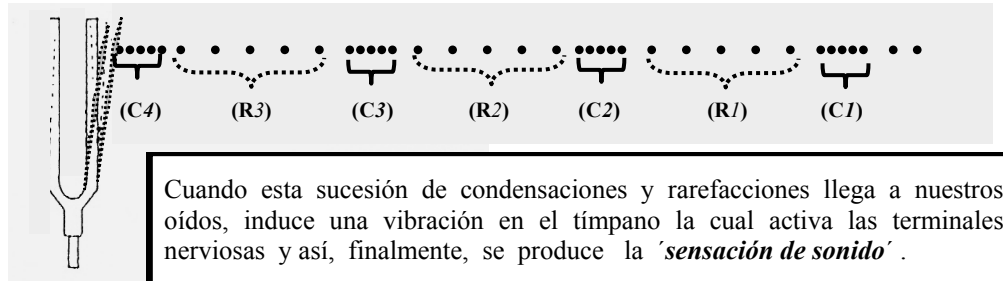 (C4) (R3) (C3) (R2) (C2) (R1) (C1)
Cuando esta sucesión de condensaciones y rarefacciones llega a nuestros
oídos, induce una vibración en el tímpano la cual activa las terminales
nerviosas y así, finalmente, se produce la ´sensación de sonido´ .